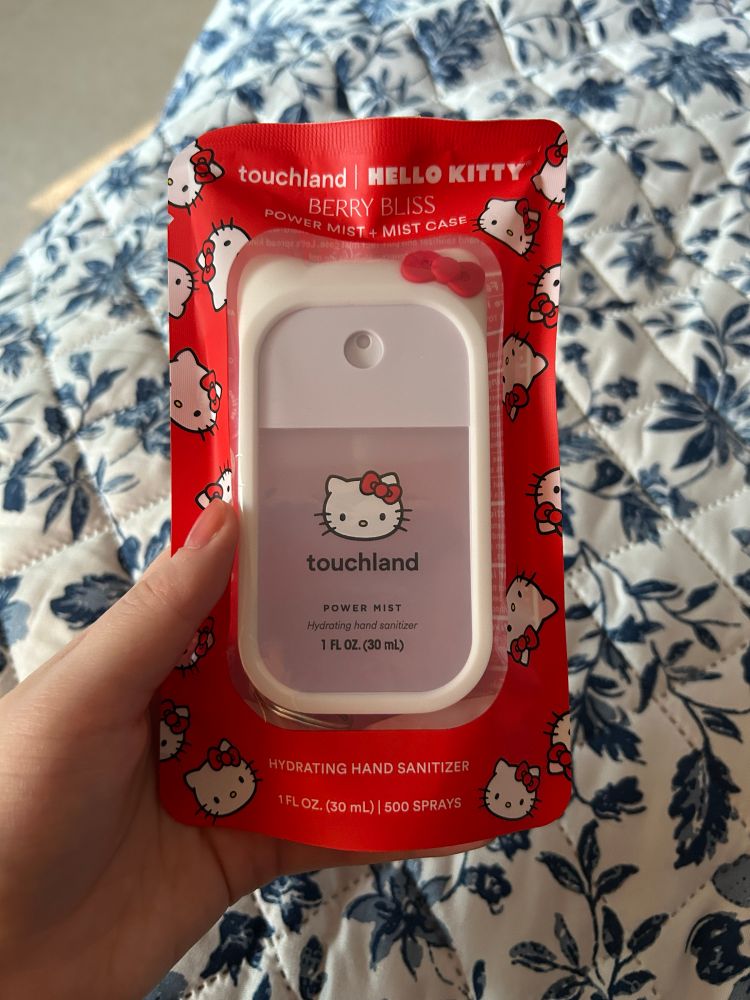 touchland | HELLO KITTY
BERRY BLISS
POWER MIST + MIST CASE
touchland
POWER MIST
Hydrating hand sanitizer
1 FL OZ. (30 mL)
HYDRATING HAND SANITIZER
1 FL OZ. (30 mL) | 500 SPRAYS